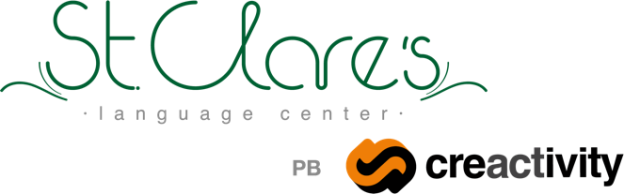 St. Clare's
· language center ·
PB creactivity